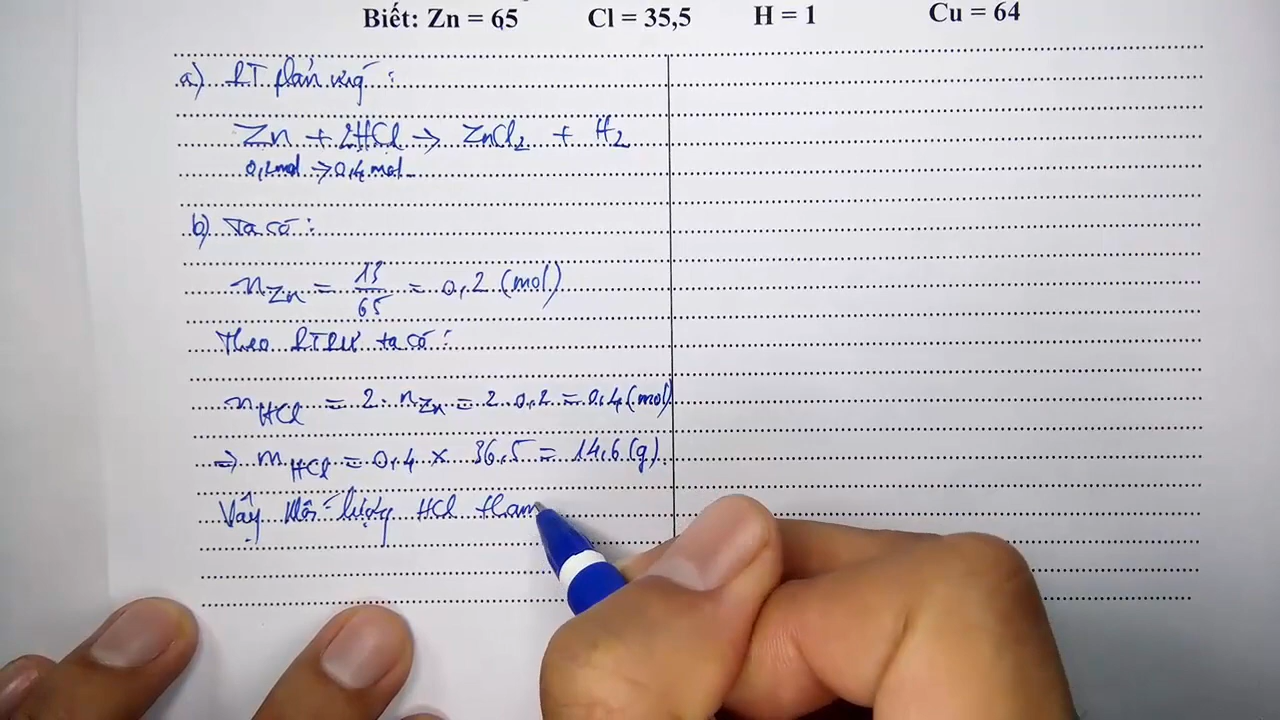 Biết: Zn = 65 Cl = 35,5 H = 1 Cu = 64
a) PT phản ứng :
Zn + 2HCl → ZnCl2 + H2
0,2mol → 0,4 mol
b) Ta có :
nZn = 13/65 = 0,2 (mol)
Theo PTPƯ ta có :
nHCl = 2. nZn = 2.0,2 = 0,4 (mol)
⇒ mHCl = 0,4 × 36,5 = 14,6 (g).
Vậy khối lượng HCl tham